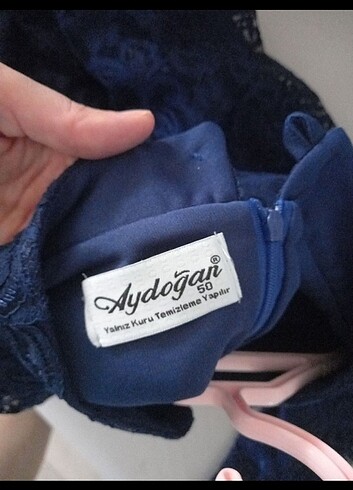 Aydoğan®
50
Yalnız Kuru Temizleme Yapılır